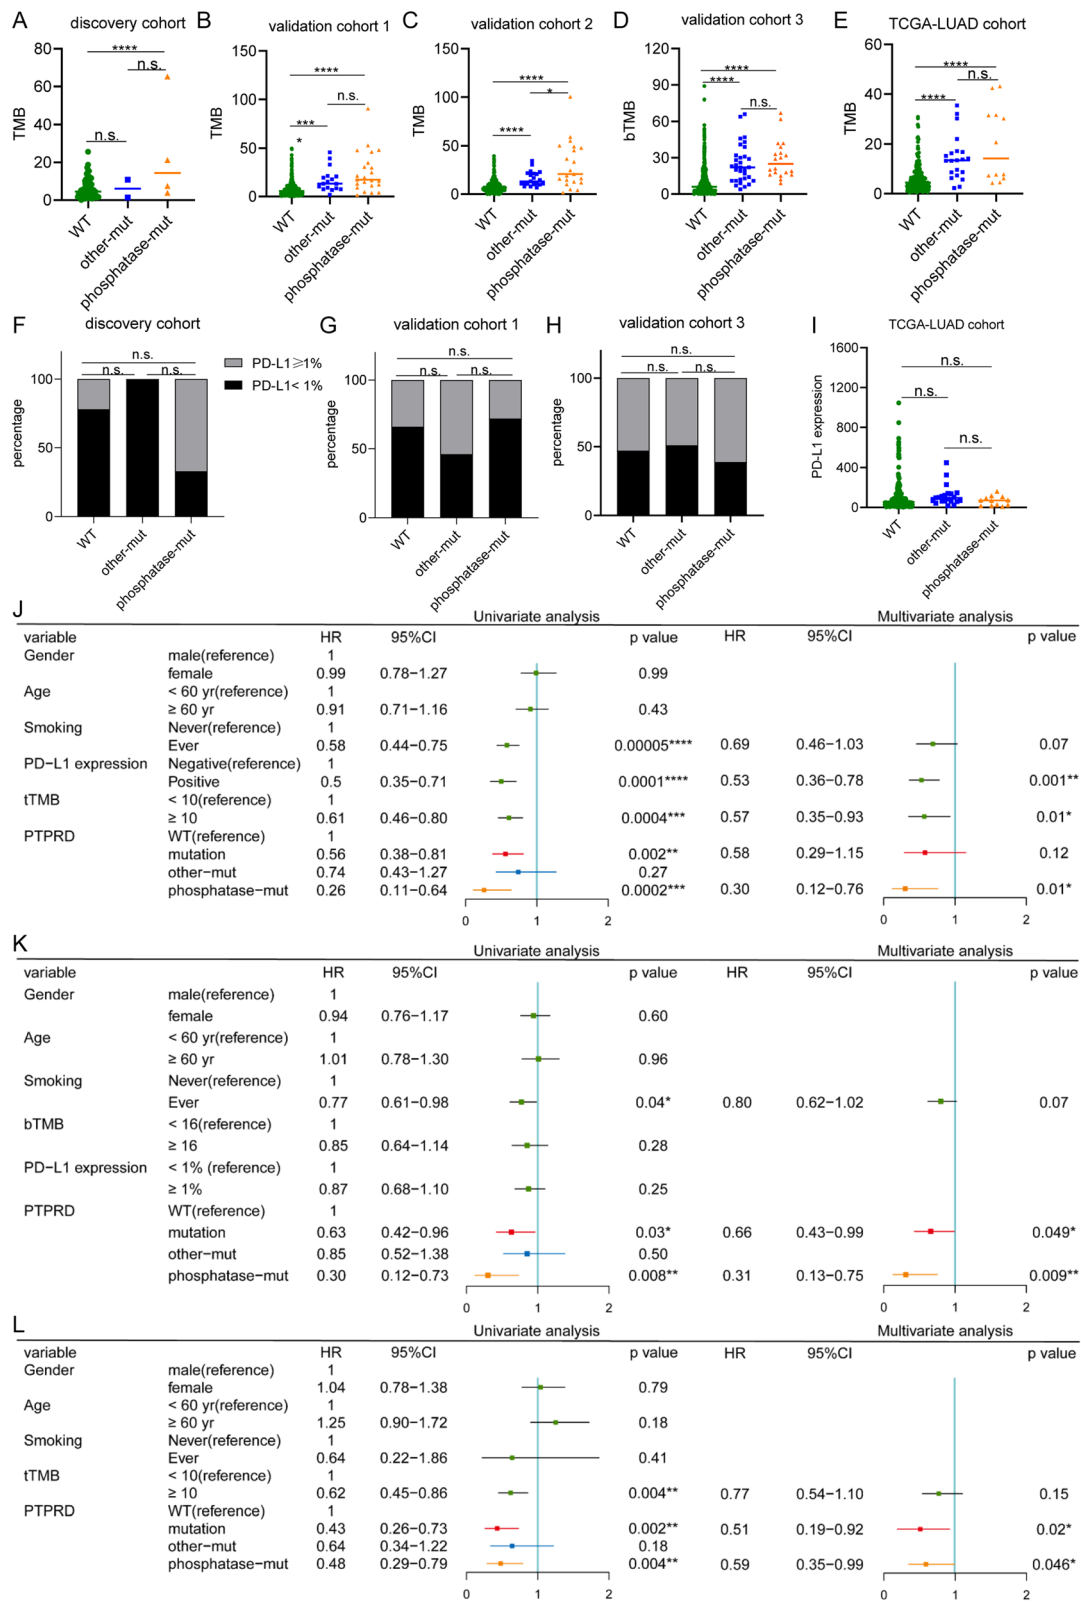 A discovery cohort
TMB
80
60
40
20
0
****
n.s.
n.s.
WT
other-mut
phosphatase-mut
B validation cohort 1
TMB
150
100
50
0
****
n.s.
***
*
WT
other-mut
phosphatase-mut
C validation cohort 2
TMB
150
100
50
0
****
*
****
WT
other-mut
phosphatase-mut
D validation cohort 3
bTMB
120
90
60
30
0
****
****
n.s.
WT
other-mut
phosphatase-mut
E TCGA-LUAD cohort
TMB
60
40
20
0
****
n.s.
****
WT
other-mut
phosphatase-mut
F discovery cohort
percentage
100
50
0
n.s.
n.s. n.s.
WT
other-mut
phosphatase-mut
PD-L1⩾1%
PD-L1< 1%
G validation cohort 1
percentage
100
50
0
n.s.
n.s. n.s.
WT
other-mut
phosphatase-mut
H validation cohort 3
percentage
100
50
0
n.s.
n.s. n.s.
WT
other-mut
phosphatase-mut
I TCGA-LUAD cohort
PD-L1 expression
1600
1200
800
400
0
n.s.
n.s.
n.s.
WT
other-mut
phosphatase-mut
J
Univariate analysis Multivariate analysis
variable HR 95%CI p value HR 95%CI p value
Gender male(reference) 1
female 0.99 0.78−1.27 0.99
Age < 60 yr(reference) 1
≥ 60 yr 0.91 0.71−1.16 0.43
Smoking Never(reference) 1
Ever 0.58 0.44−0.75 0.00005**** 0.69 0.46−1.03 0.07
PD−L1 expression Negative(reference) 1
Positive 0.5 0.35−0.71 0.0001**** 0.53 0.36−0.78 0.001**
tTMB < 10(reference) 1
≥ 10 0.61 0.46−0.80 0.0004*** 0.57 0.35−0.93 0.01*
PTPRD WT(reference) 1
mutation 0.56 0.38−0.81 0.002** 0.58 0.29−1.15 0.12
other−mut 0.74 0.43−1.27 0.27
phosphatase−mut 0.26 0.11−0.64 0.0002*** 0.30 0.12−0.76 0.01*
0 1 2 0 1 2
K
Univariate analysis Multivariate analysis
variable HR 95%CI p value HR 95%CI p value
Gender male(reference) 1
female 0.94 0.76−1.17 0.60
Age < 60 yr(reference) 1
≥ 60 yr 1.01 0.78−1.30 0.96
Smoking Never(reference) 1
Ever 0.77 0.61−0.98 0.04* 0.80 0.62−1.02 0.07
bTMB < 16(reference) 1
≥ 16 0.85 0.64−1.14 0.28
PD−L1 expression < 1% (reference) 1
≥ 1% 0.87 0.68−1.10 0.25
PTPRD WT(reference) 1
mutation 0.63 0.42−0.96 0.03* 0.66 0.43−0.99 0.049*
other−mut 0.85 0.52−1.38 0.50
phosphatase−mut 0.30 0.12−0.73 0.008** 0.31 0.13−0.75 0.009**
0 1 2 0 1 2
L
Univariate analysis Multivariate analysis
variable HR 95%CI p value HR 95%CI p value
Gender male(reference) 1
female 1.04 0.78−1.38 0.79
Age < 60 yr(reference) 1
≥ 60 yr 1.25 0.90−1.72 0.18
Smoking Never(reference) 1
Ever 0.64 0.22−1.86 0.41
tTMB < 10(reference) 1
≥ 10 0.62 0.45−0.86 0.004** 0.77 0.54−1.10 0.15
PTPRD WT(reference) 1
mutation 0.43 0.26−0.73 0.002** 0.51 0.19−0.92 0.02*
other−mut 0.64 0.34−1.22 0.18
phosphatase−mut 0.48 0.29−0.79 0.004** 0.59 0.35−0.99 0.046*
0 1 2 0 1 2